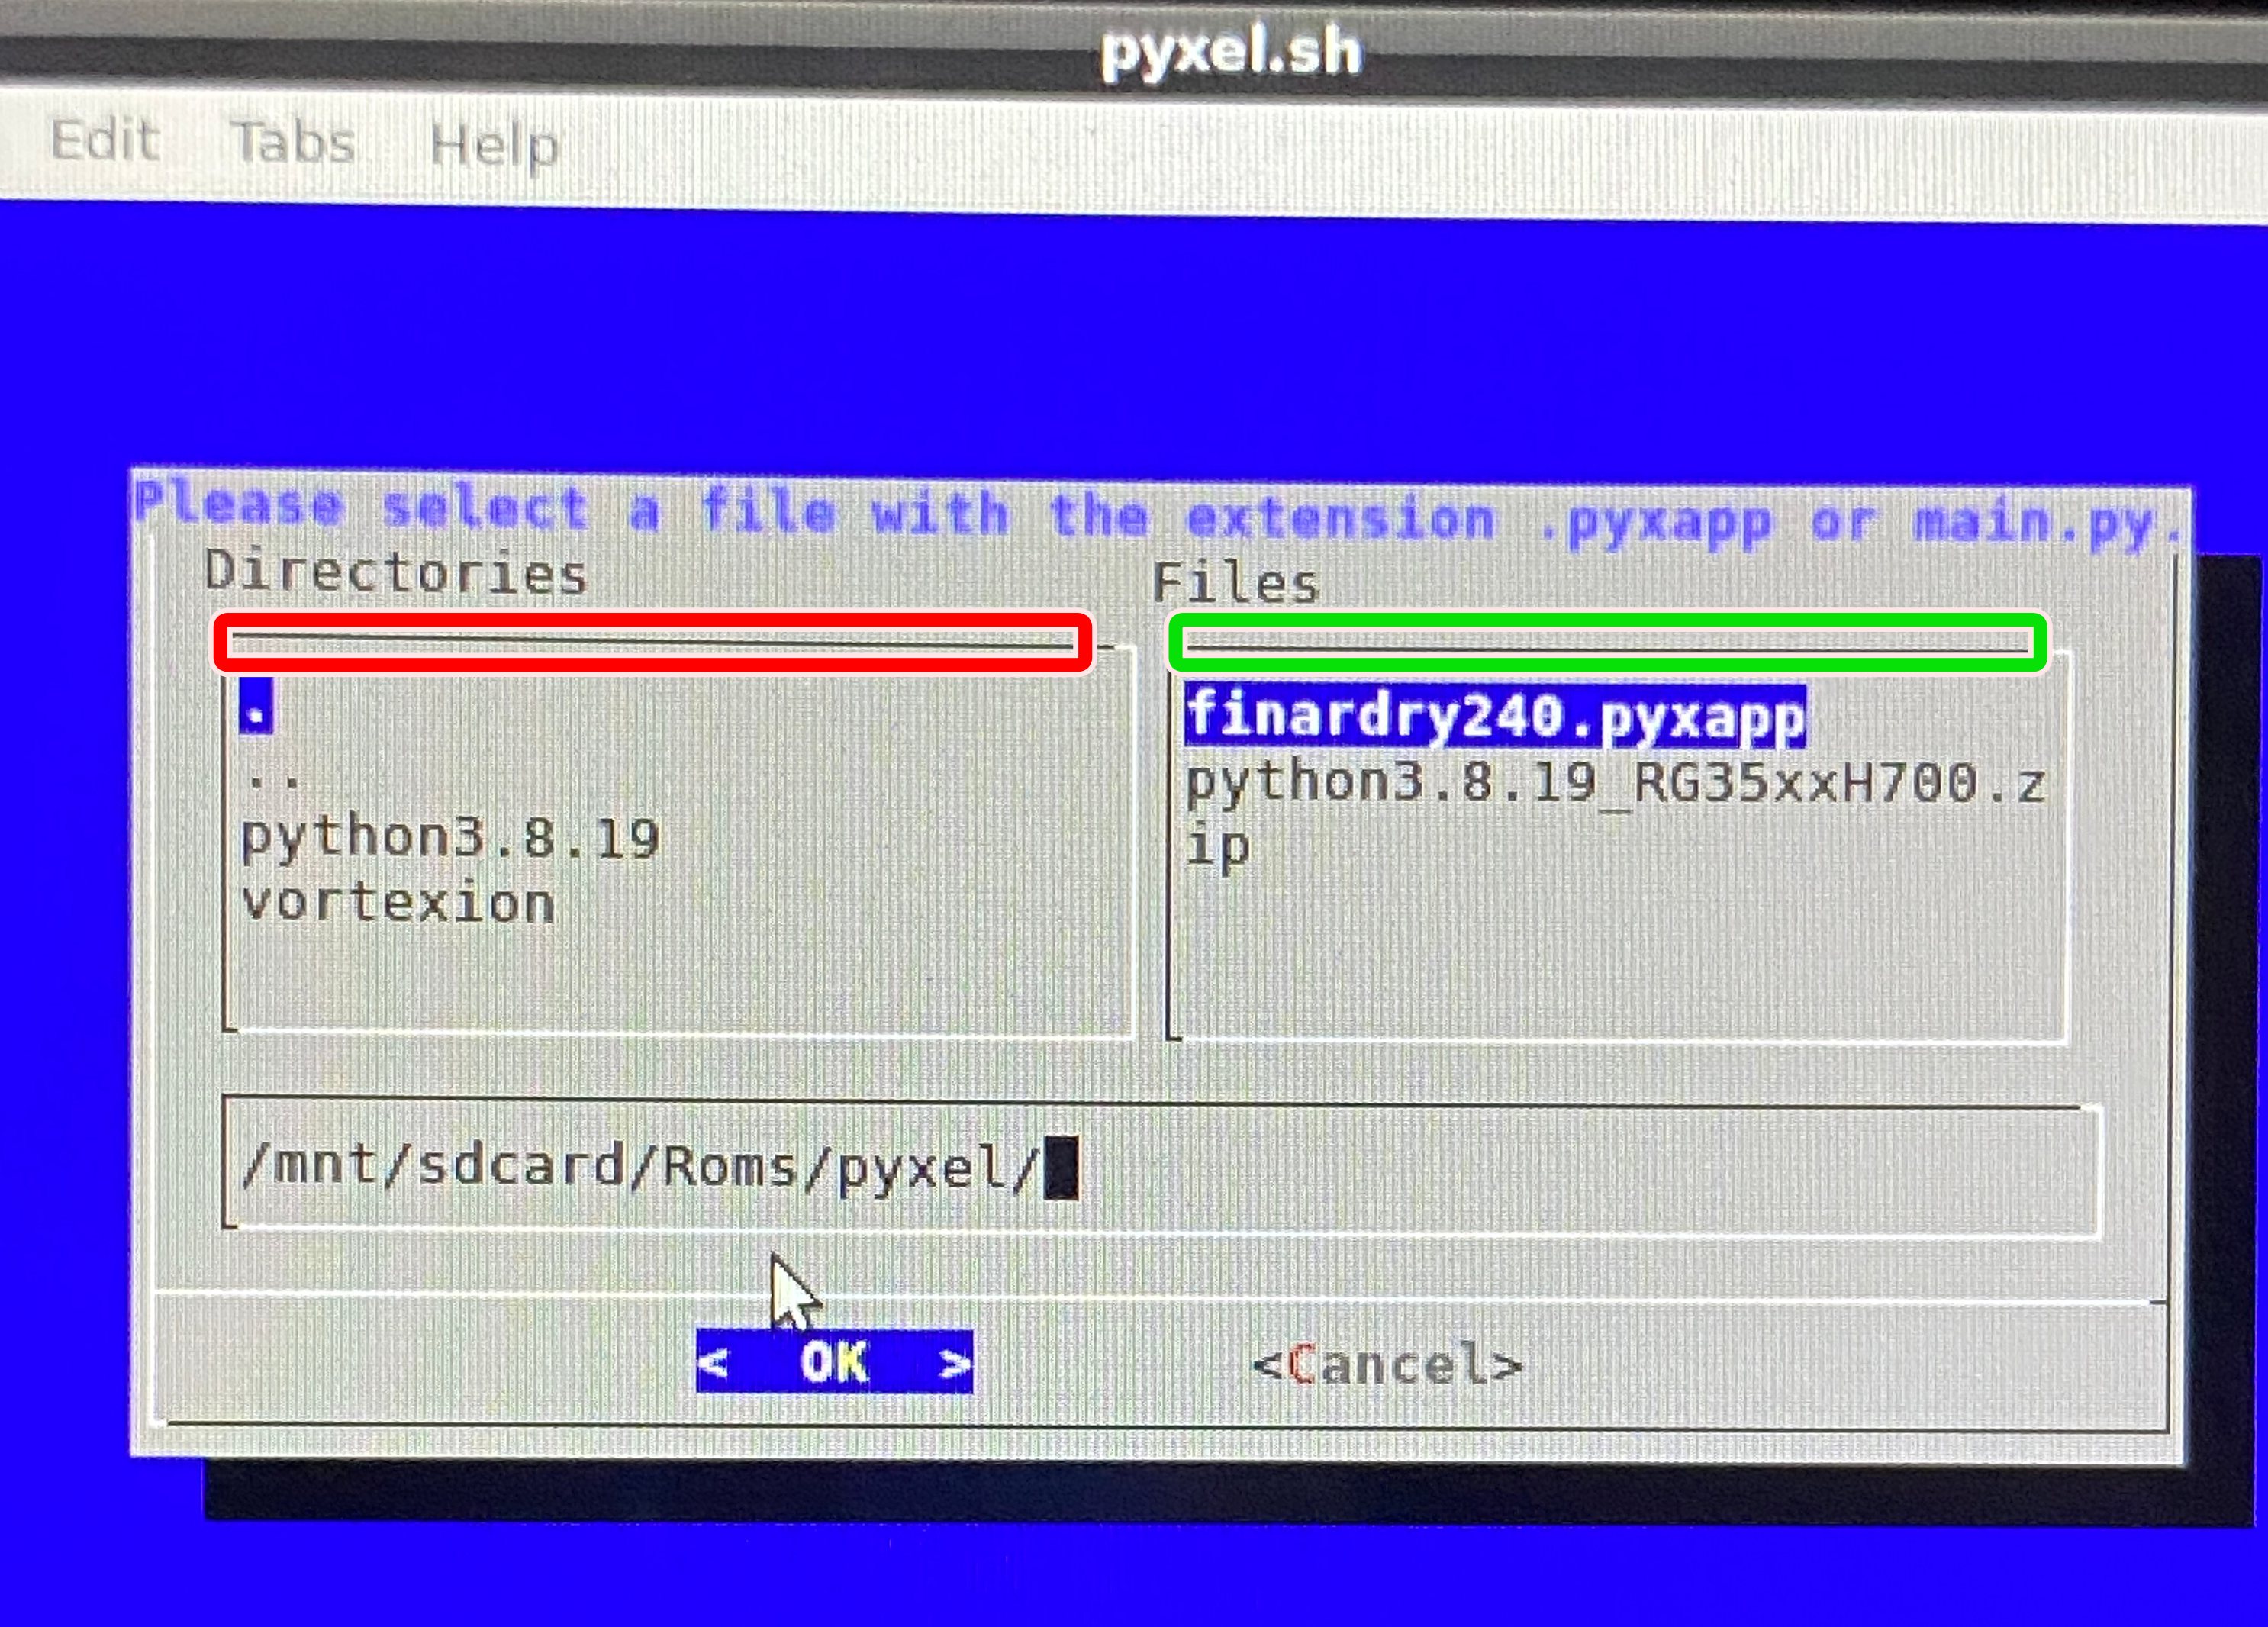 pyxel.sh
Edit Tabs Help
Please select a file with the extension .pyxapp or main.py.
Directories
Files
.
..
python3.8.19
vortexion
finardry240.pyxapp
python3.8.19_RG35xxH700.z
ip
/mnt/sdcard/Roms/pyxel/
< OK >
<Cancel>